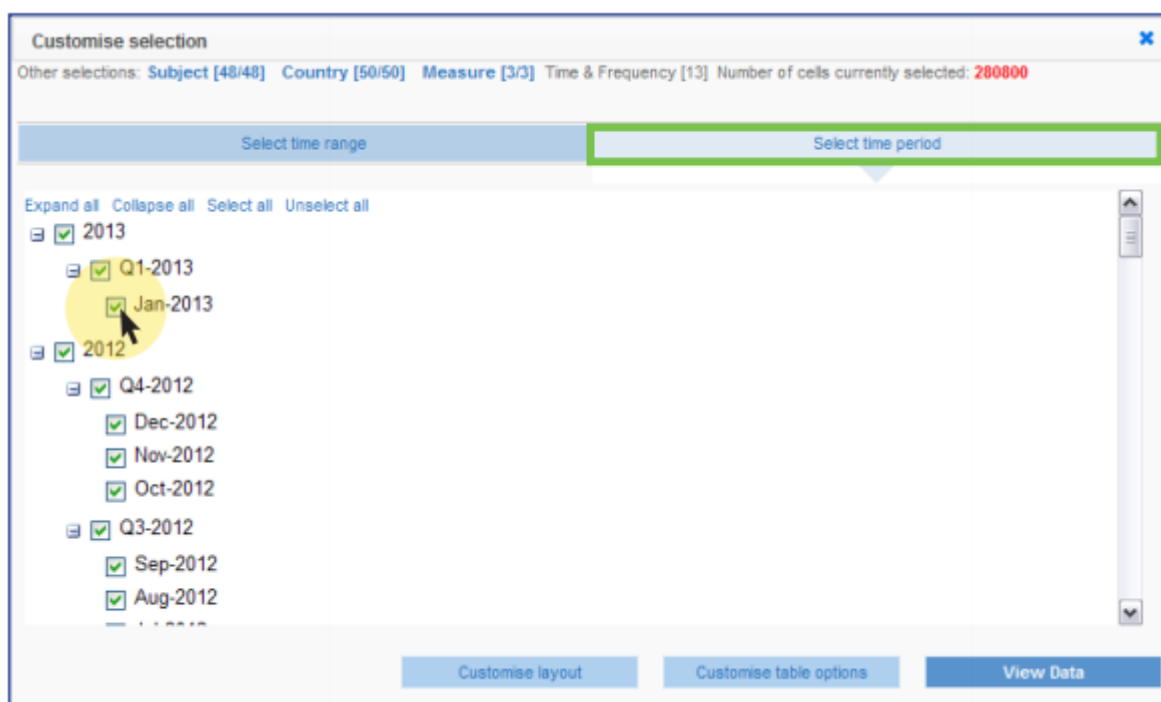 Customise selection
Other selections: Subject [48/48] Country [50/50] Measure [3/3] Time & Frequency [13] Number of cells currently selected: 280800
Select time range Select time period
Expand all Collapse all Select all Unselect all
2013
Q1-2013
Jan-2013
2012
Q4-2012
Dec-2012
Nov-2012
Oct-2012
Q3-2012
Sep-2012
Aug-2012
Customise layout Customise table options View Data